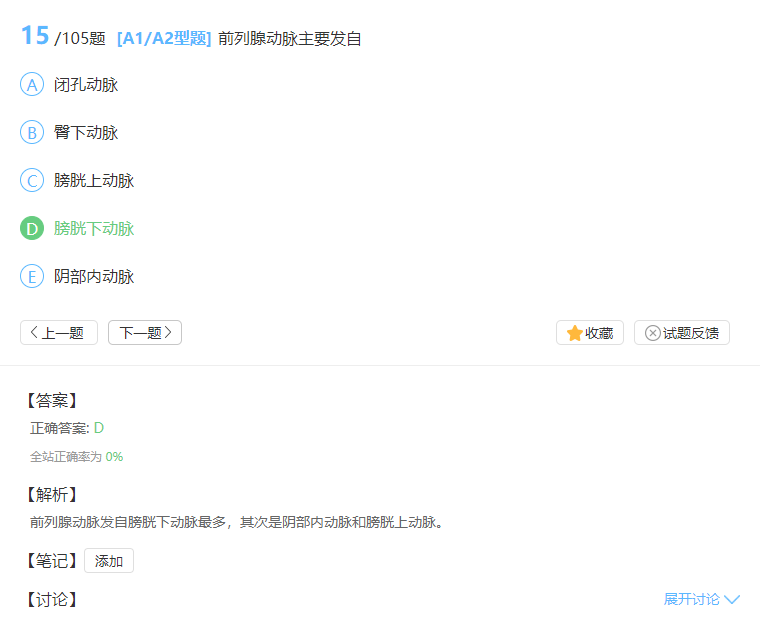 15 /105题 [A1/A2型题] 前列腺动脉主要发自
A 闭孔动脉
B 臀下动脉
C 膀胱上动脉
D 膀胱下动脉
E 阴部内动脉
上一题 下一题 收藏 试题反馈
【答案】
正确答案: D
全站正确率为 0%
【解析】
前列腺动脉发自膀胱下动脉最多，其次是阴部内动脉和膀胱上动脉。
【笔记】 添加
【讨论】 展开讨论